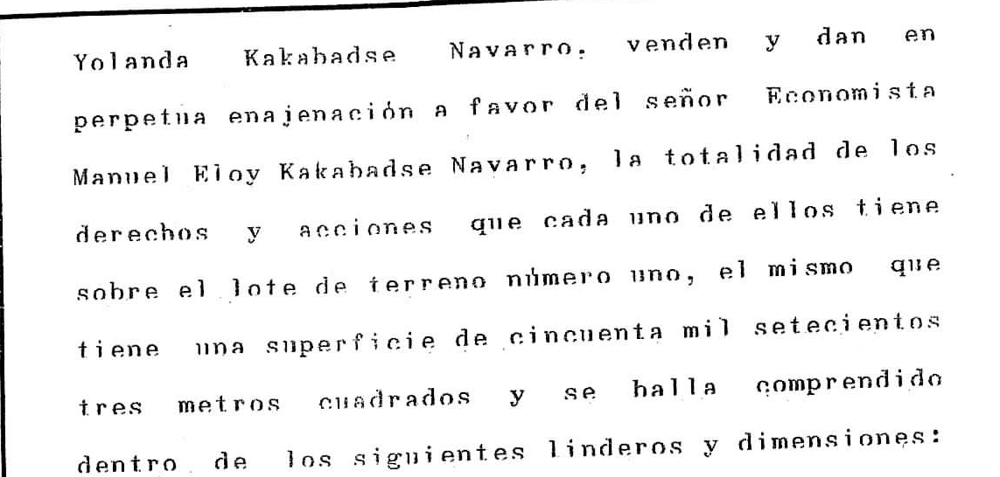 Yolanda Kakabadse Navarro, venden y dan en
perpetua enajenación a favor del señor Economista
Manuel Eloy Kakabadse Navarro, la totalidad de los
derechos y acciones que cada uno de ellos tiene
sobre el lote de terreno número uno, el mismo que
tiene una superficie de cincuenta mil setecientos
tres metros cuadrados y se halla comprendido
dentro de los siguientes linderos y dimensiones: